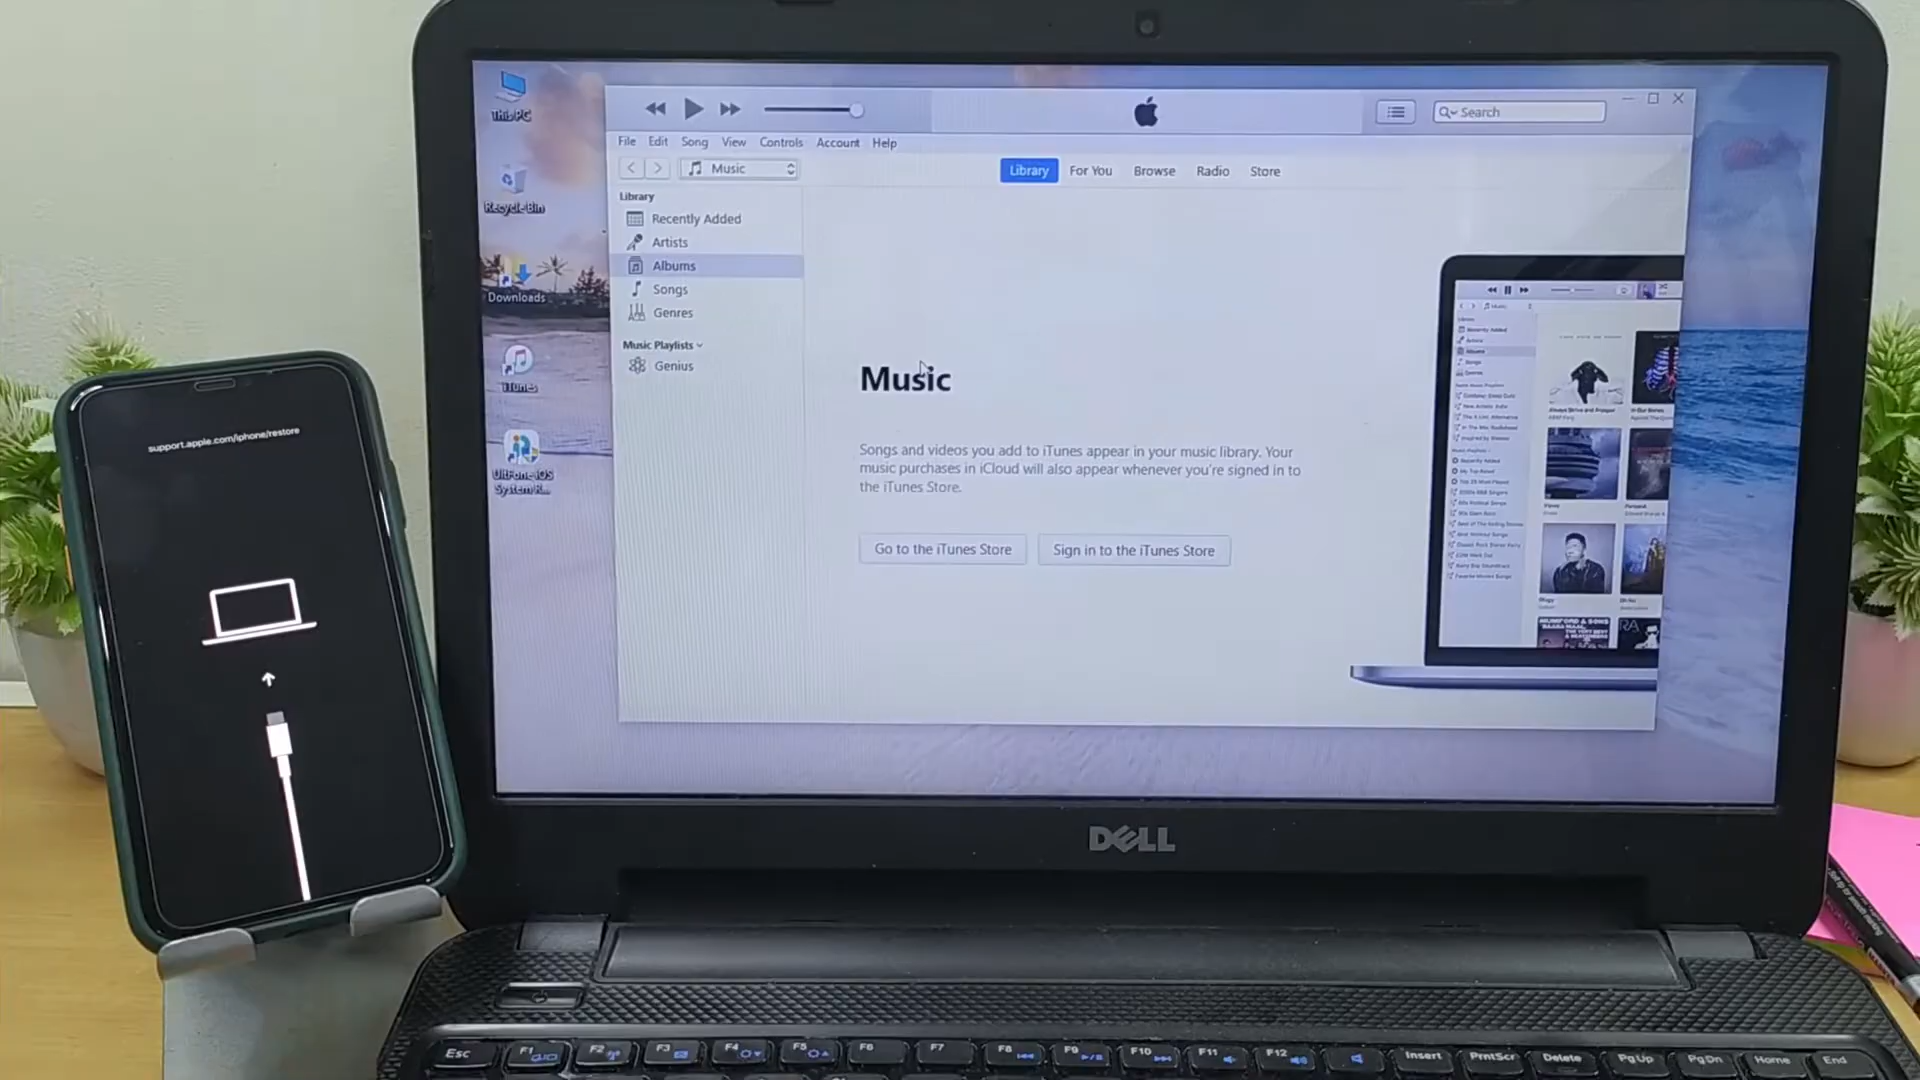 support.apple.com/iphone/restore
This PC
Recycle Bin
Downloads
iTunes
UltFone iOS
System R...
Search
File Edit Song View Controls Account Help
Music
Library For You Browse Radio Store
Library
Recently Added
Artists
Albums
Songs
Genres
Music Playlists
Genius
Music
Songs and videos you add to iTunes appear in your music library. Your
music purchases in iCloud will also appear whenever you're signed in to
the iTunes Store.
Go to the iTunes Store
Sign in to the iTunes Store
DELL
Esc F1 F2 F3 F4 F5 F6 F7 F8 F9 F10 F11 F12 Insert PrntScr Delete PgUp PgDn Home End